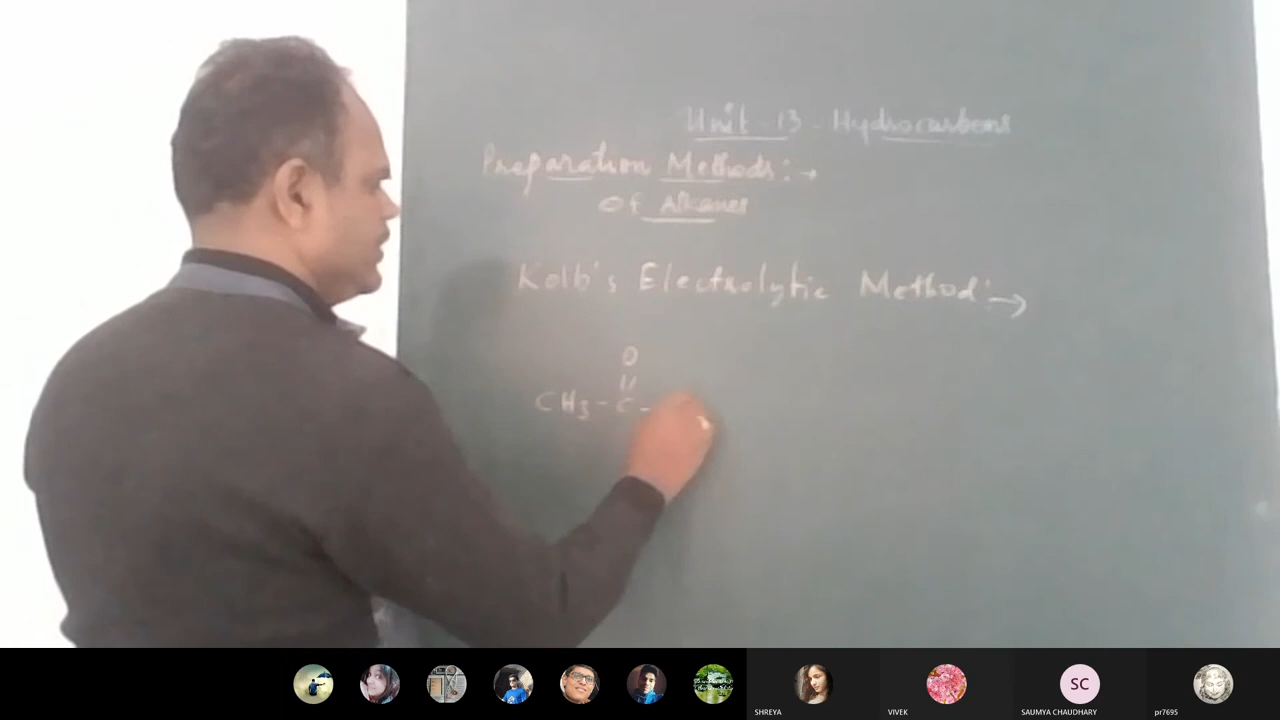 Unit - 13 - Hydrocarbons
Preparation Methods :→
Of Alkanes
Kolb's Electrolytic Method :→
O
||
CH3 - C -
SC
SHREYA
VIVEK
SAUMYA CHAUDHARY
pr7695